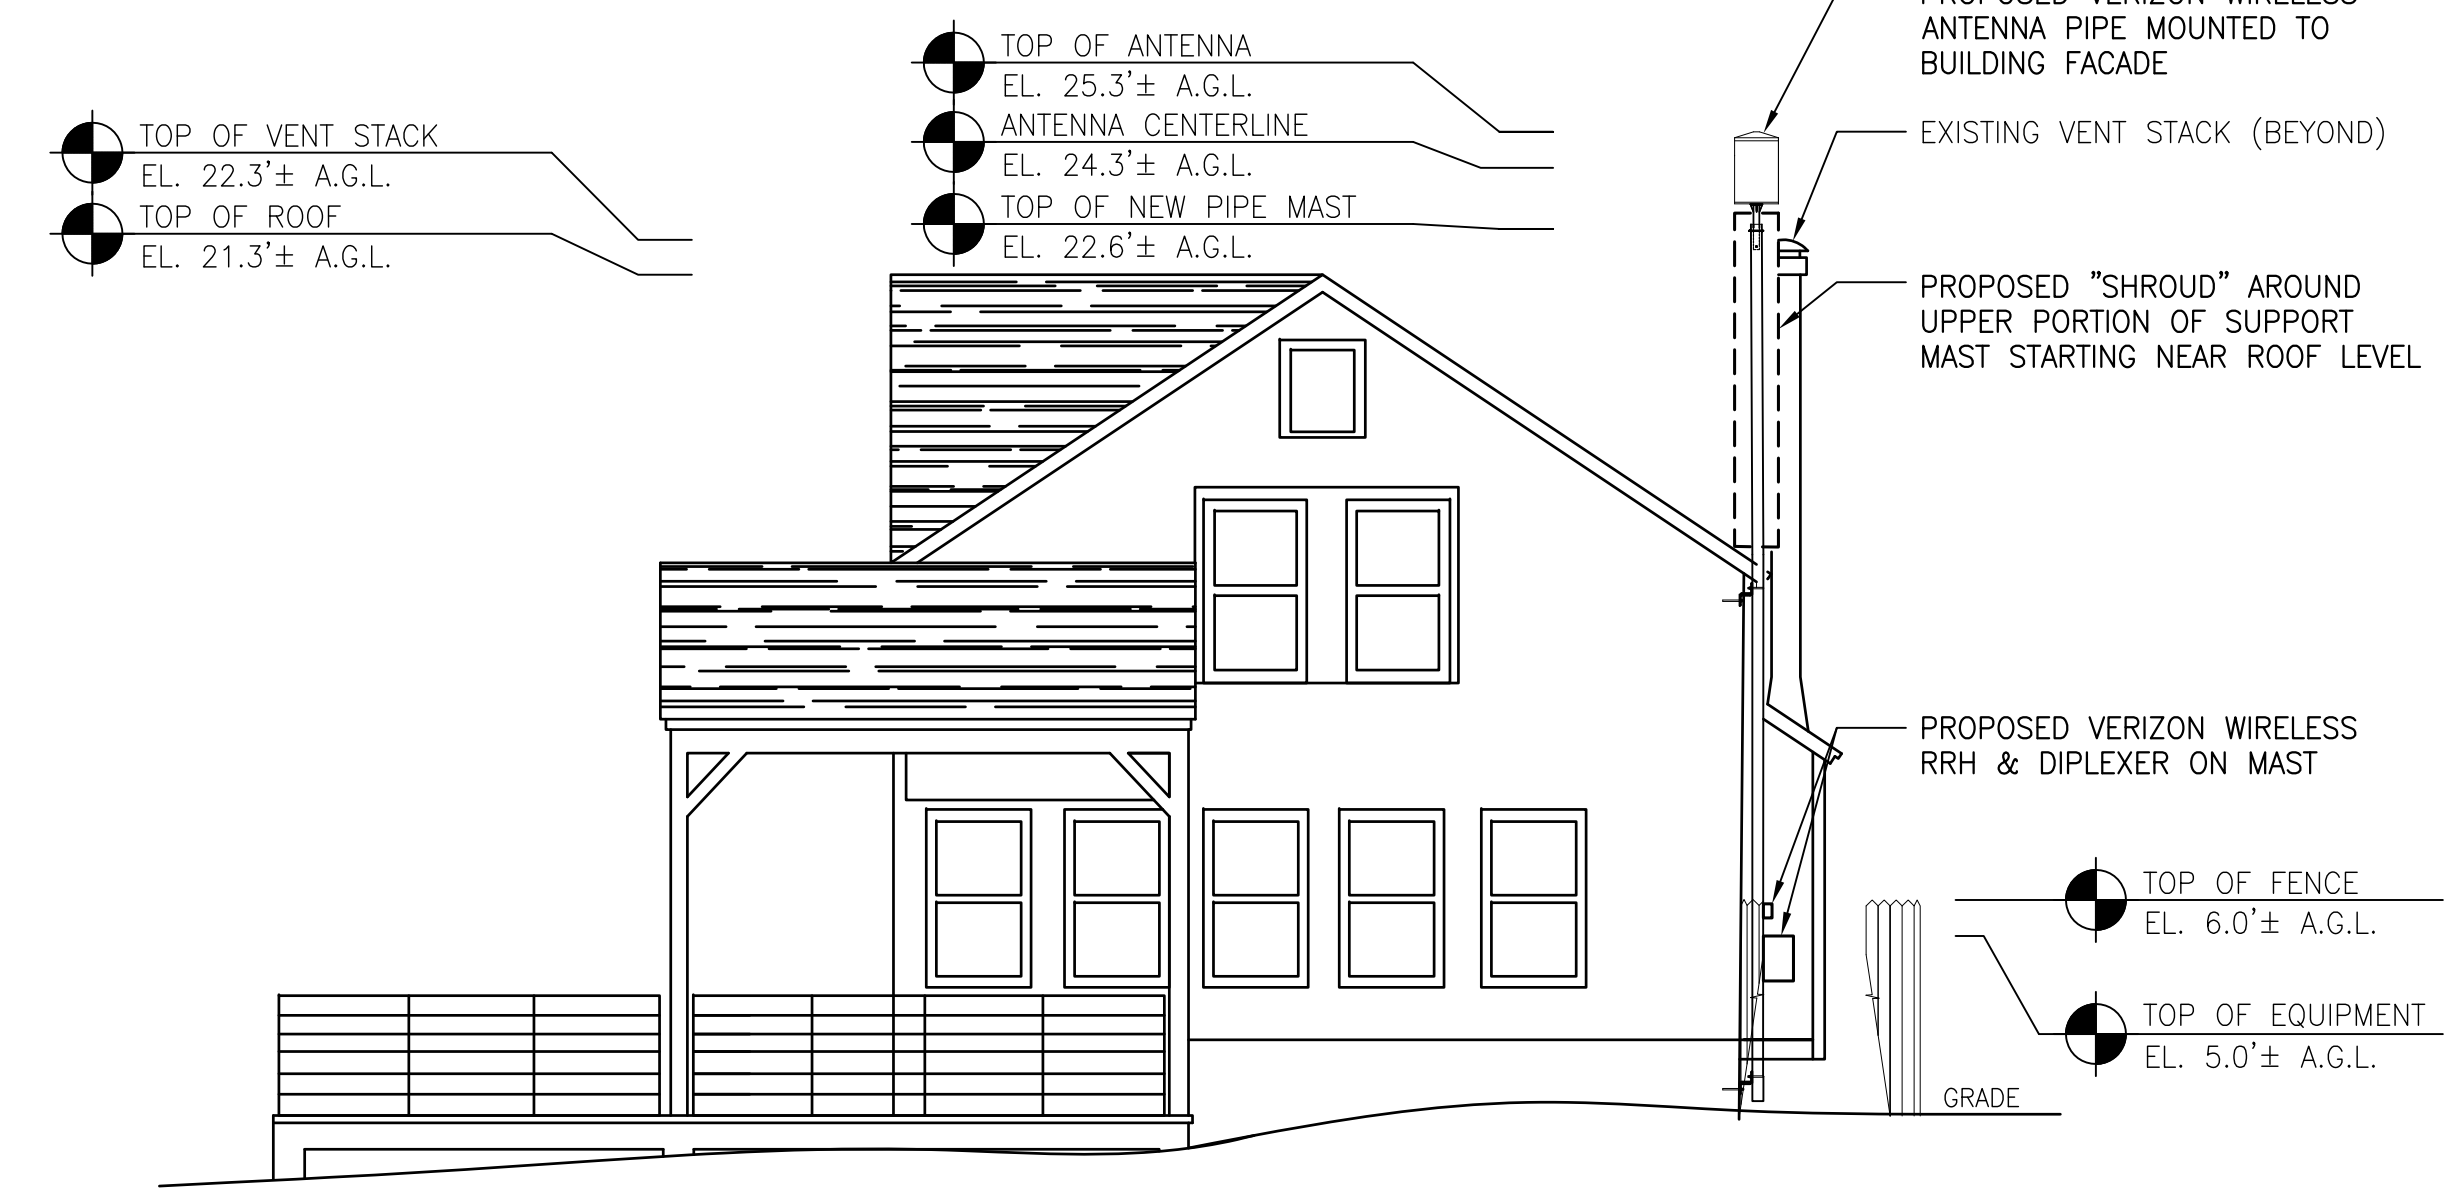 PROPOSED VERIZON WIRELESS
ANTENNA PIPE MOUNTED TO
BUILDING FACADE
TOP OF ANTENNA
EL. 25.3'± A.G.L.
ANTENNA CENTERLINE
EL. 24.3'± A.G.L.
TOP OF NEW PIPE MAST
EL. 22.6'± A.G.L.
TOP OF VENT STACK
EL. 22.3'± A.G.L.
TOP OF ROOF
EL. 21.3'± A.G.L.
EXISTING VENT STACK (BEYOND)
PROPOSED "SHROUD" AROUND
UPPER PORTION OF SUPPORT
MAST STARTING NEAR ROOF LEVEL
PROPOSED VERIZON WIRELESS
RRH & DIPLEXER ON MAST
TOP OF FENCE
EL. 6.0'± A.G.L.
TOP OF EQUIPMENT
EL. 5.0'± A.G.L.
GRADE